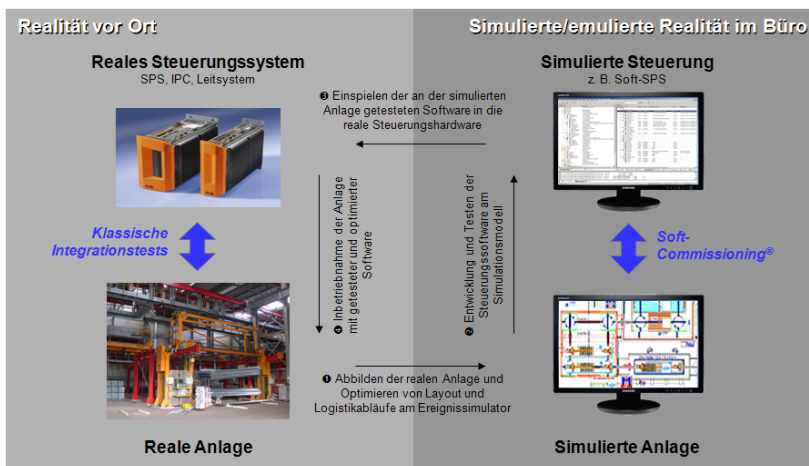 Realität vor Ort
Simulierte/emulierte Realität im Büro
Reales Steuerungssystem
SPS, IPC, Leitsystem
Simulierte Steuerung
z. B. Soft-SPS
❸ Einspielen der an der simulierten
Anlage getesteten Software in die
reale Steuerungshardware
Klassische
Integrationstests
❹ Inbetriebnahme der Anlage
mit getesteter und optimierter
Software
❷ Entwicklung und Testen der
Steuerungssoftware am
Simulationsmodell
Soft-
Commissioning®
❶ Abbilden der realen Anlage und
Optimieren von Layout und
Logistikabläufe am Ereignissimulator
Reale Anlage
Simulierte Anlage